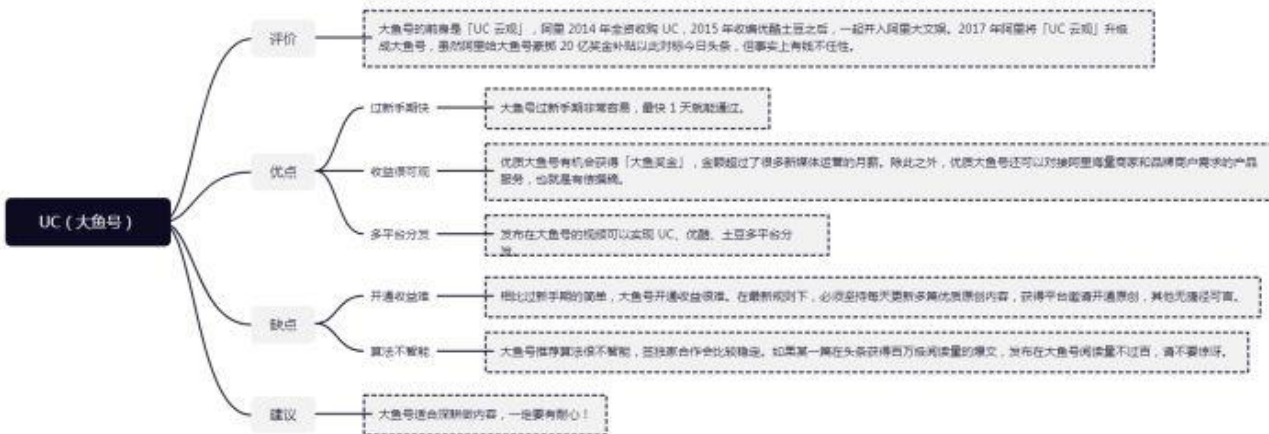 评价
大鱼号的前身是「UC 云观」，阿里 2014 年全资收购 UC，2015 年收编优酷土豆之后，一起并入阿里大文娱。2017 年阿里将「UC 云观」升级
成大鱼号，虽然阿里给大鱼号豪掷 20 亿奖金补贴以此对标今日头条，但事实上有钱不任性。
过新手期快
大鱼号过新手期非常容易，最快 1 天就能通过。
优点
收益很可观
优质大鱼号有机会获得「大鱼奖金」，金额超过了很多新媒体运营的月薪。除此之外，优质大鱼号还可以对接阿里海量商家和品牌商户需求的产品
服务，也就是有偿撰稿。
UC（大鱼号）
多平台分发
发布在大鱼号的视频可以实现 UC、优酷、土豆多平台分
发。
开通收益难
相比过新手期的简单，大鱼号开通收益很难。在最新规则下，必须坚持每天更新多篇优质原创内容，获得平台邀请开通原创，其他无捷径可言。
缺点
算法不智能
大鱼号推荐算法很不智能，签独家合作会比较稳定。如果某一篇在头条获得百万级阅读量的爆文，发布在大鱼号阅读量不过百，请不要惊讶。
建议
大鱼号适合深耕做内容，一定要有耐心！